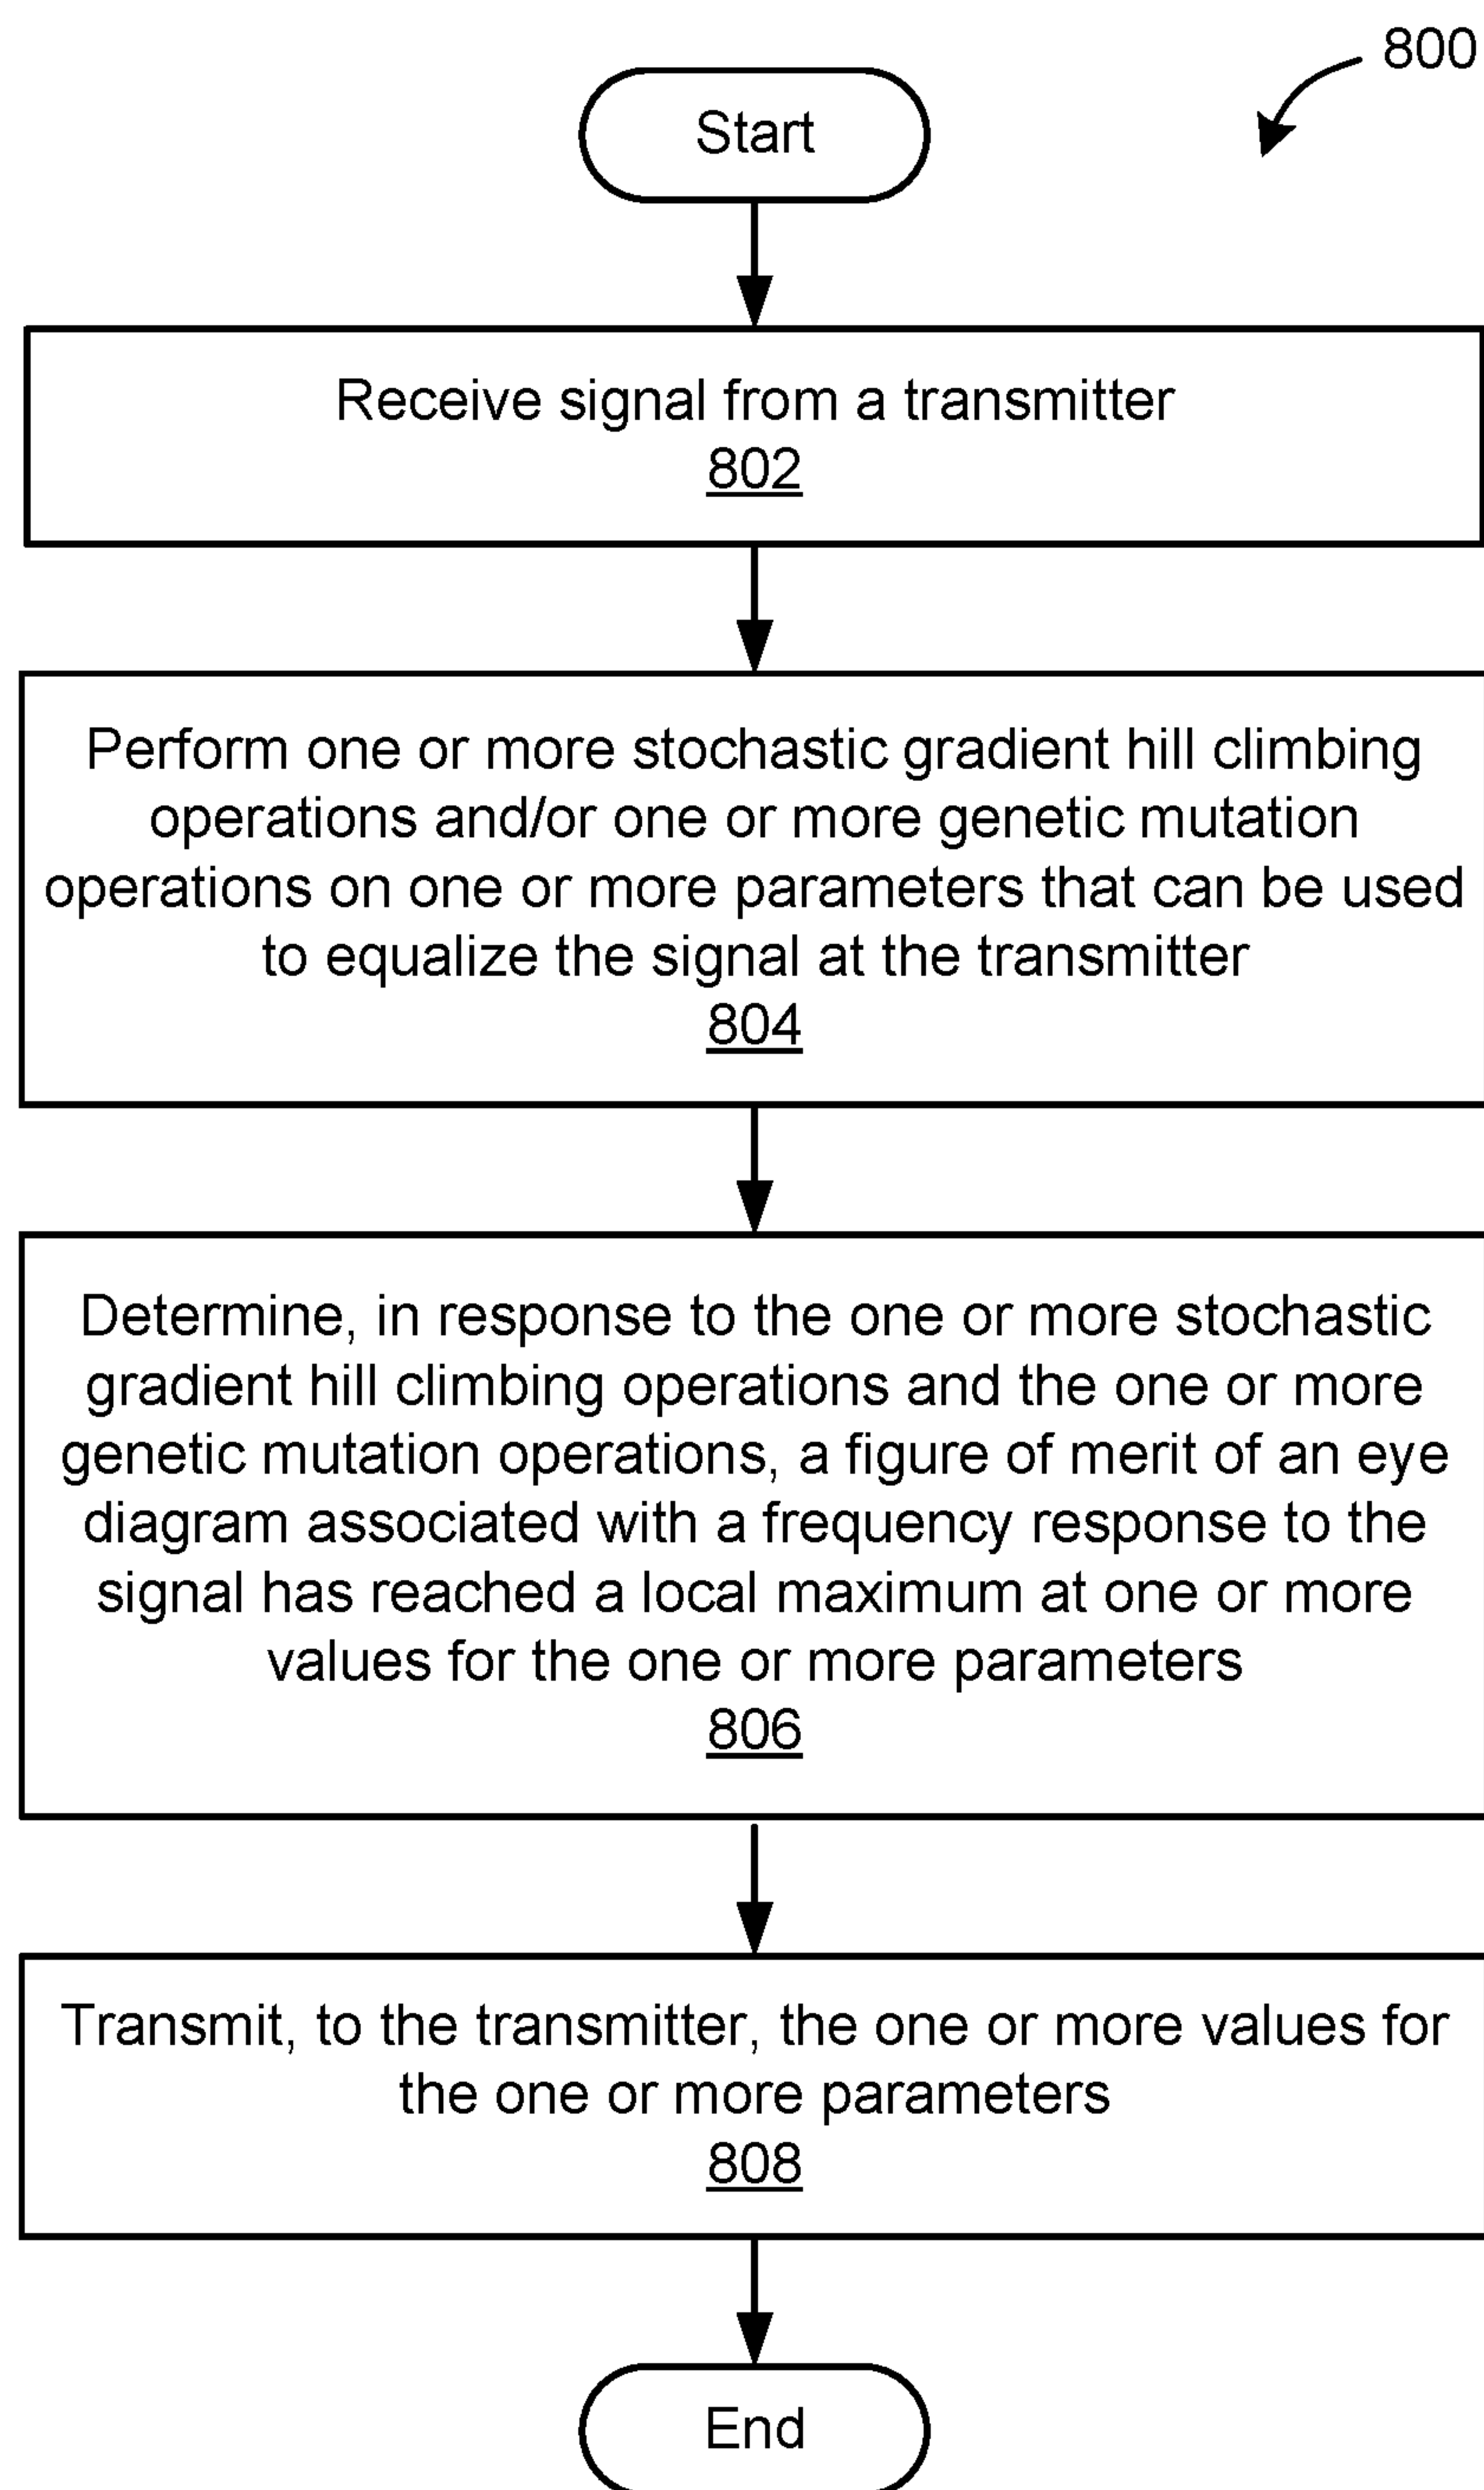 800
Start
Receive signal from a transmitter
802
Perform one or more stochastic gradient hill climbing
operations and/or one or more genetic mutation
operations on one or more parameters that can be used
to equalize the signal at the transmitter
804
Determine, in response to the one or more stochastic
gradient hill climbing operations and the one or more
genetic mutation operations, a figure of merit of an eye
diagram associated with a frequency response to the
signal has reached a local maximum at one or more
values for the one or more parameters
806
Transmit, to the transmitter, the one or more values for
the one or more parameters
808
End